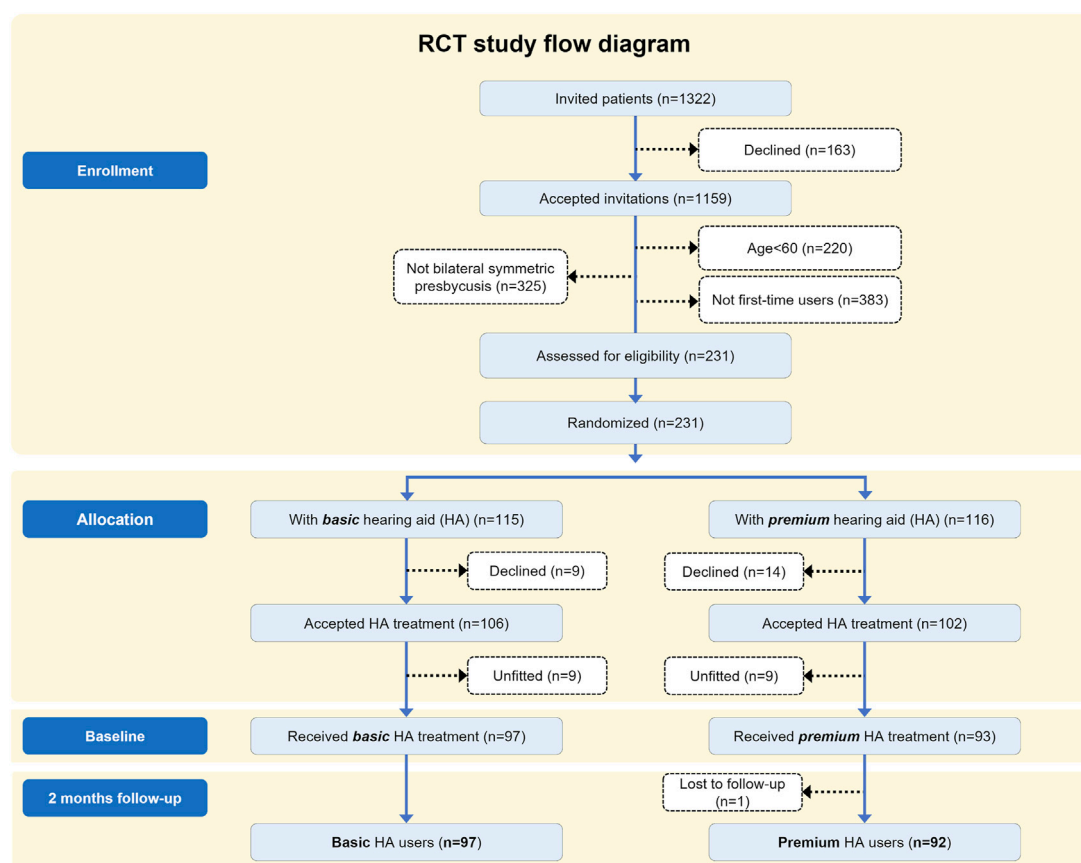 RCT study flow diagram
Invited patients (n=1322)
Declined (n=163)
Enrollment
Accepted invitations (n=1159)
Age<60 (n=220)
Not bilateral symmetric
presbycusis (n=325)
Not first-time users (n=383)
Assessed for eligibility (n=231)
Randomized (n=231)
Allocation
With basic hearing aid (HA) (n=115)
With premium hearing aid (HA) (n=116)
Declined (n=9)
Declined (n=14)
Accepted HA treatment (n=106)
Accepted HA treatment (n=102)
Unfitted (n=9)
Unfitted (n=9)
Baseline
Received basic HA treatment (n=97)
Received premium HA treatment (n=93)
2 months follow-up
Lost to follow-up
(n=1)
Basic HA users (n=97)
Premium HA users (n=92)